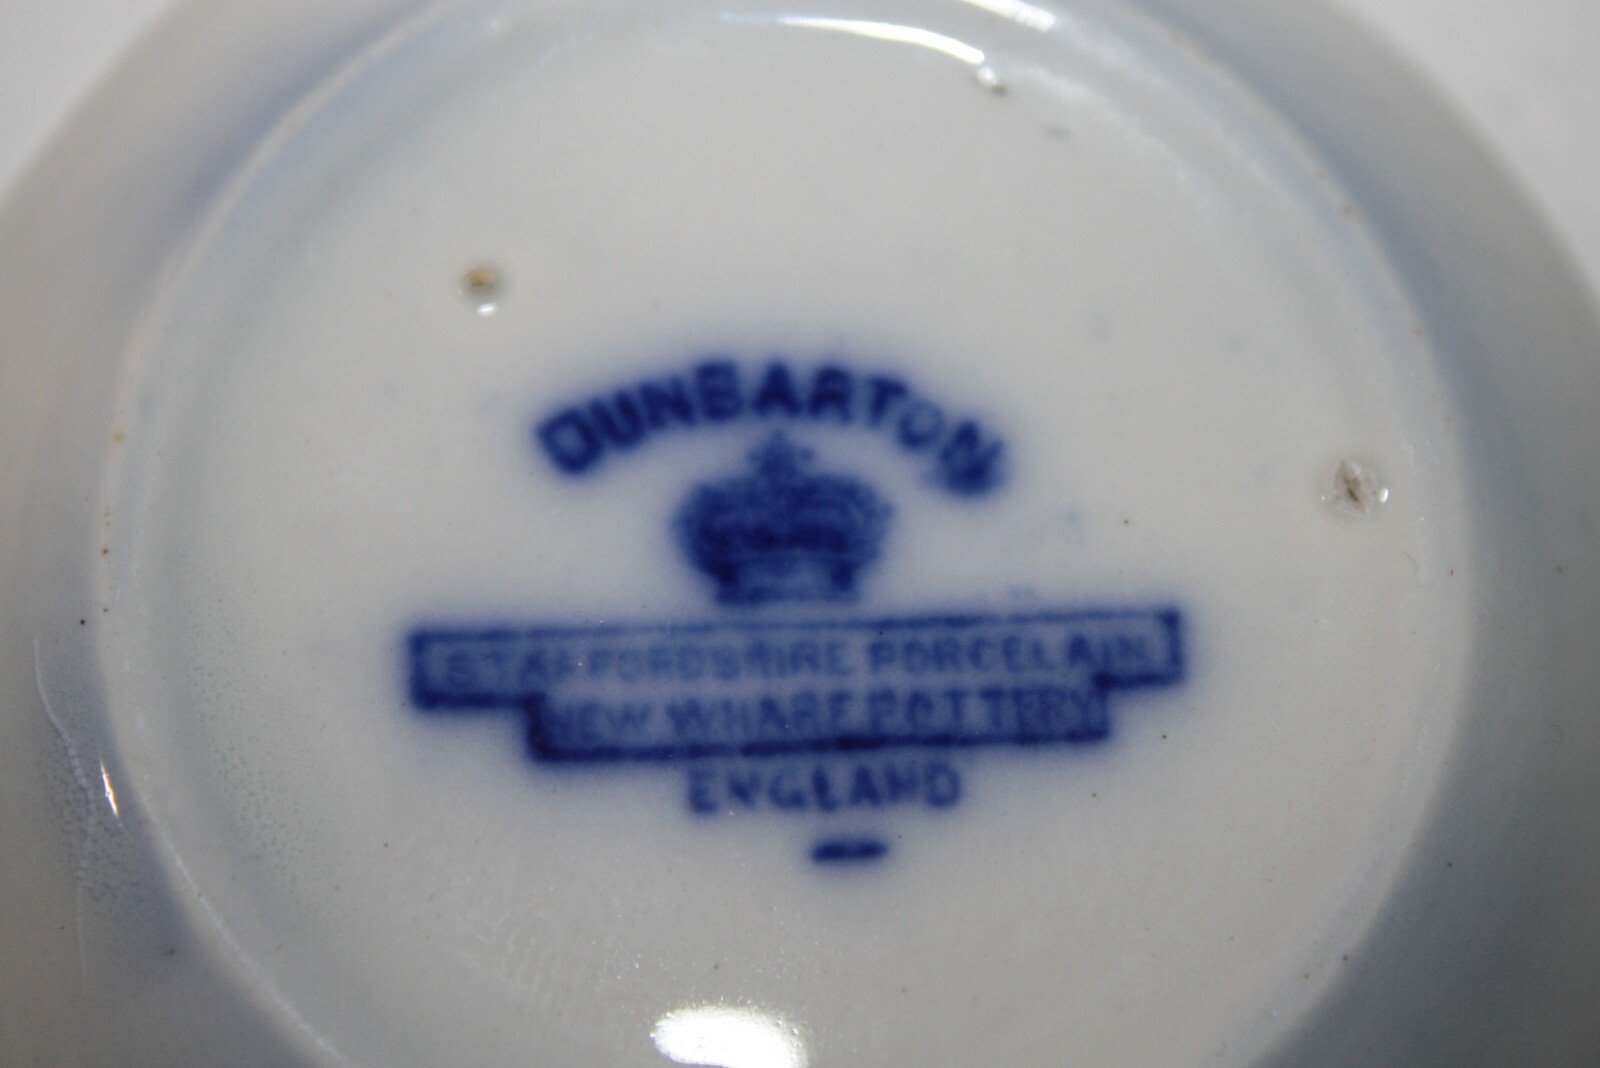 DUNBARTON
STAFFORDSHIRE PORCELAIN
NEW WHARF POTTERY
ENGLAND